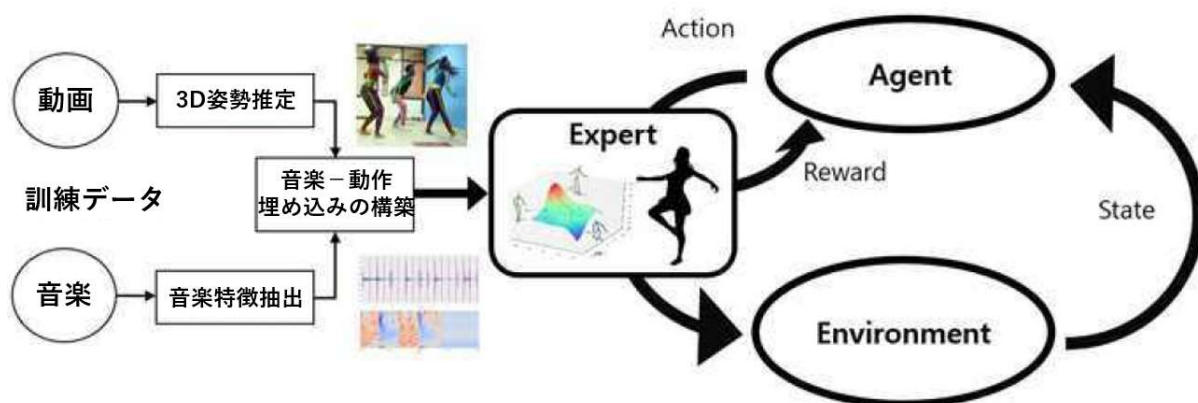 動画
3D姿勢推定
訓練データ
音楽－動作
埋め込みの構築
音楽
音楽特徴抽出
Expert
Action
Agent
Reward
State
Environment